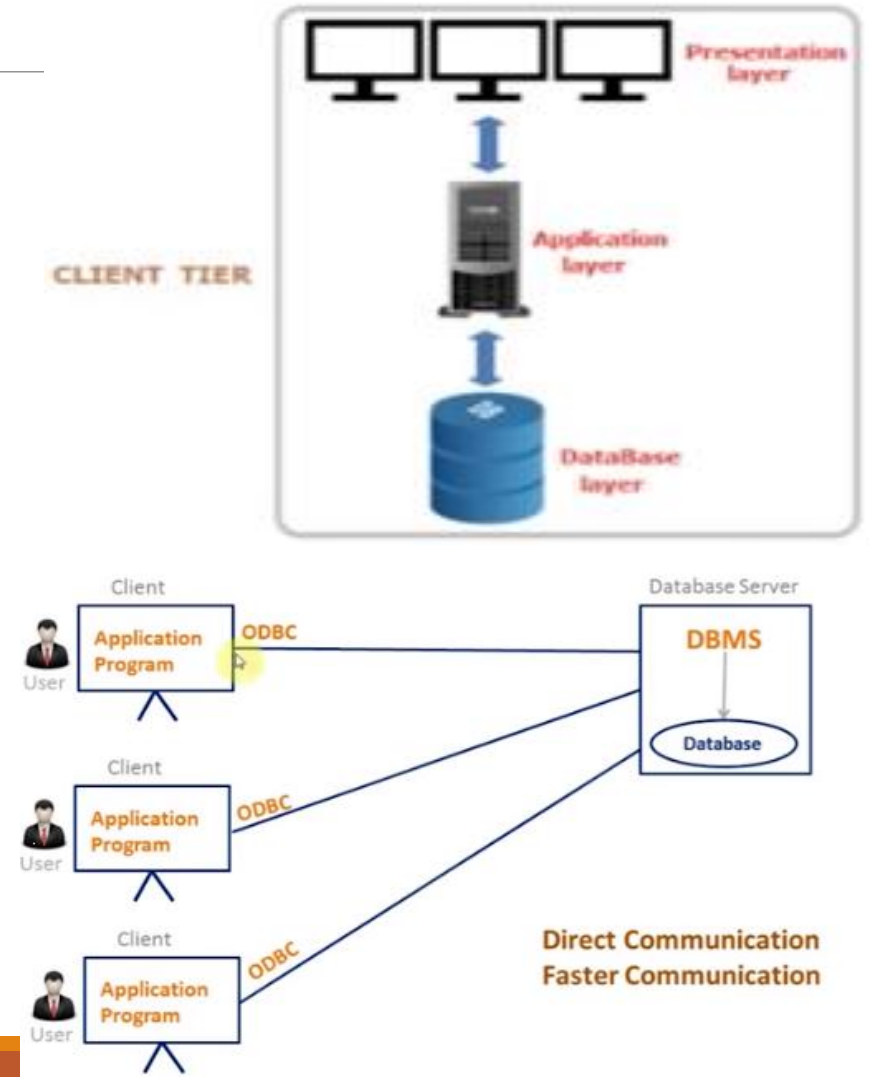 Presentation
layer
Application
layer
CLIENT TIER
DataBase
layer
Client
Database Server
Application
Program
ODBC
DBMS
User
Database
Client
Application
Program
ODBC
User
Client
Application
Program
ODBC
User
Direct Communication
Faster Communication